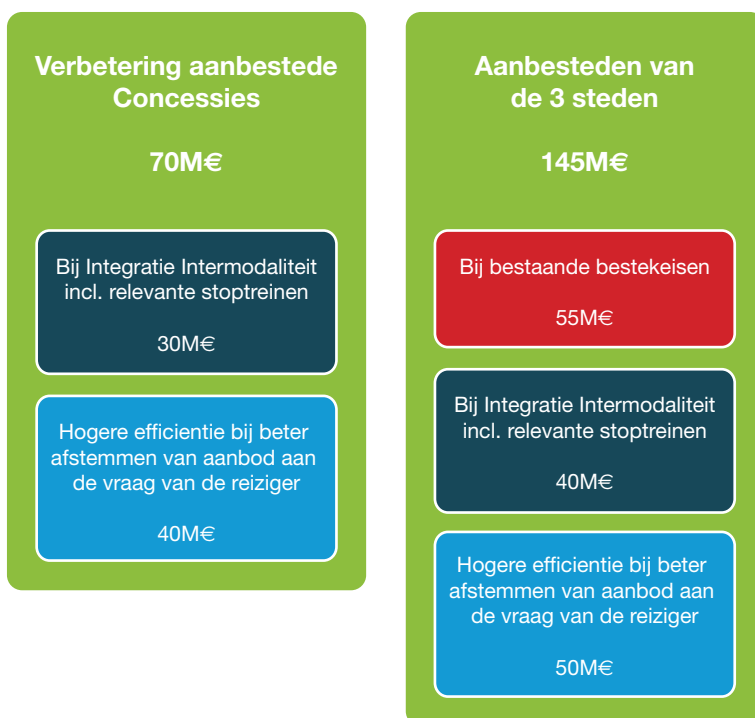 Verbetering aanbestede
Concessies
70M€
Bij Integratie Intermodaliteit
incl. relevante stoptreinen
30M€
Hogere efficientie bij beter
afstemmen van aanbod aan
de vraag van de reiziger
40M€
Aanbesteden van
de 3 steden
145M€
Bij bestaande bestekeisen
55M€
Bij Integratie Intermodaliteit
incl. relevante stoptreinen
40M€
Hogere efficientie bij beter
afstemmen van aanbod aan
de vraag van de reiziger
50M€